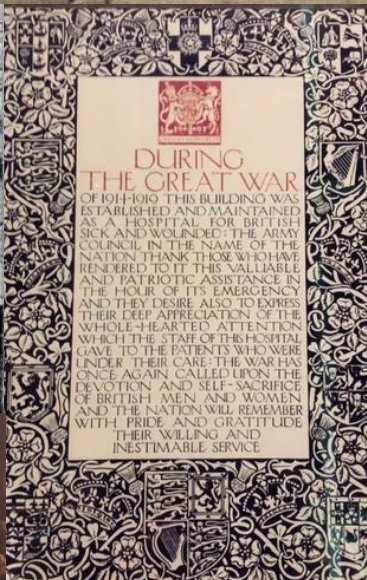 DURING
THE GREAT WAR
OF 1914-1919 THIS BUILDING WAS
ESTABLISHED AND MAINTAINED
AS A HOSPITAL FOR BRITISH
SICK AND WOUNDED : THE ARMY
COUNCIL IN THE NAME OF THE
NATION THANK THOSE WHO HAVE
RENDERED TO IT THIS VALUABLE
AND PATRIOTIC ASSISTANCE IN
THE HOUR OF ITS EMERGENCY
AND THEY DESIRE ALSO TO EXPRESS
THEIR DEEP APPRECIATION OF THE
WHOLE-HEARTED ATTENTION
WHICH THE STAFF OF THIS HOSPITAL
GAVE TO THE PATIENTS WHO WERE
UNDER THEIR CARE : THE WAR HAS
ONCE AGAIN CALLED UPON THE
DEVOTION AND SELF-SACRIFICE
OF BRITISH MEN AND WOMEN
AND THE NATION WILL REMEMBER
WITH PRIDE AND GRATITUDE
THEIR WILLING AND
INESTIMABLE SERVICE